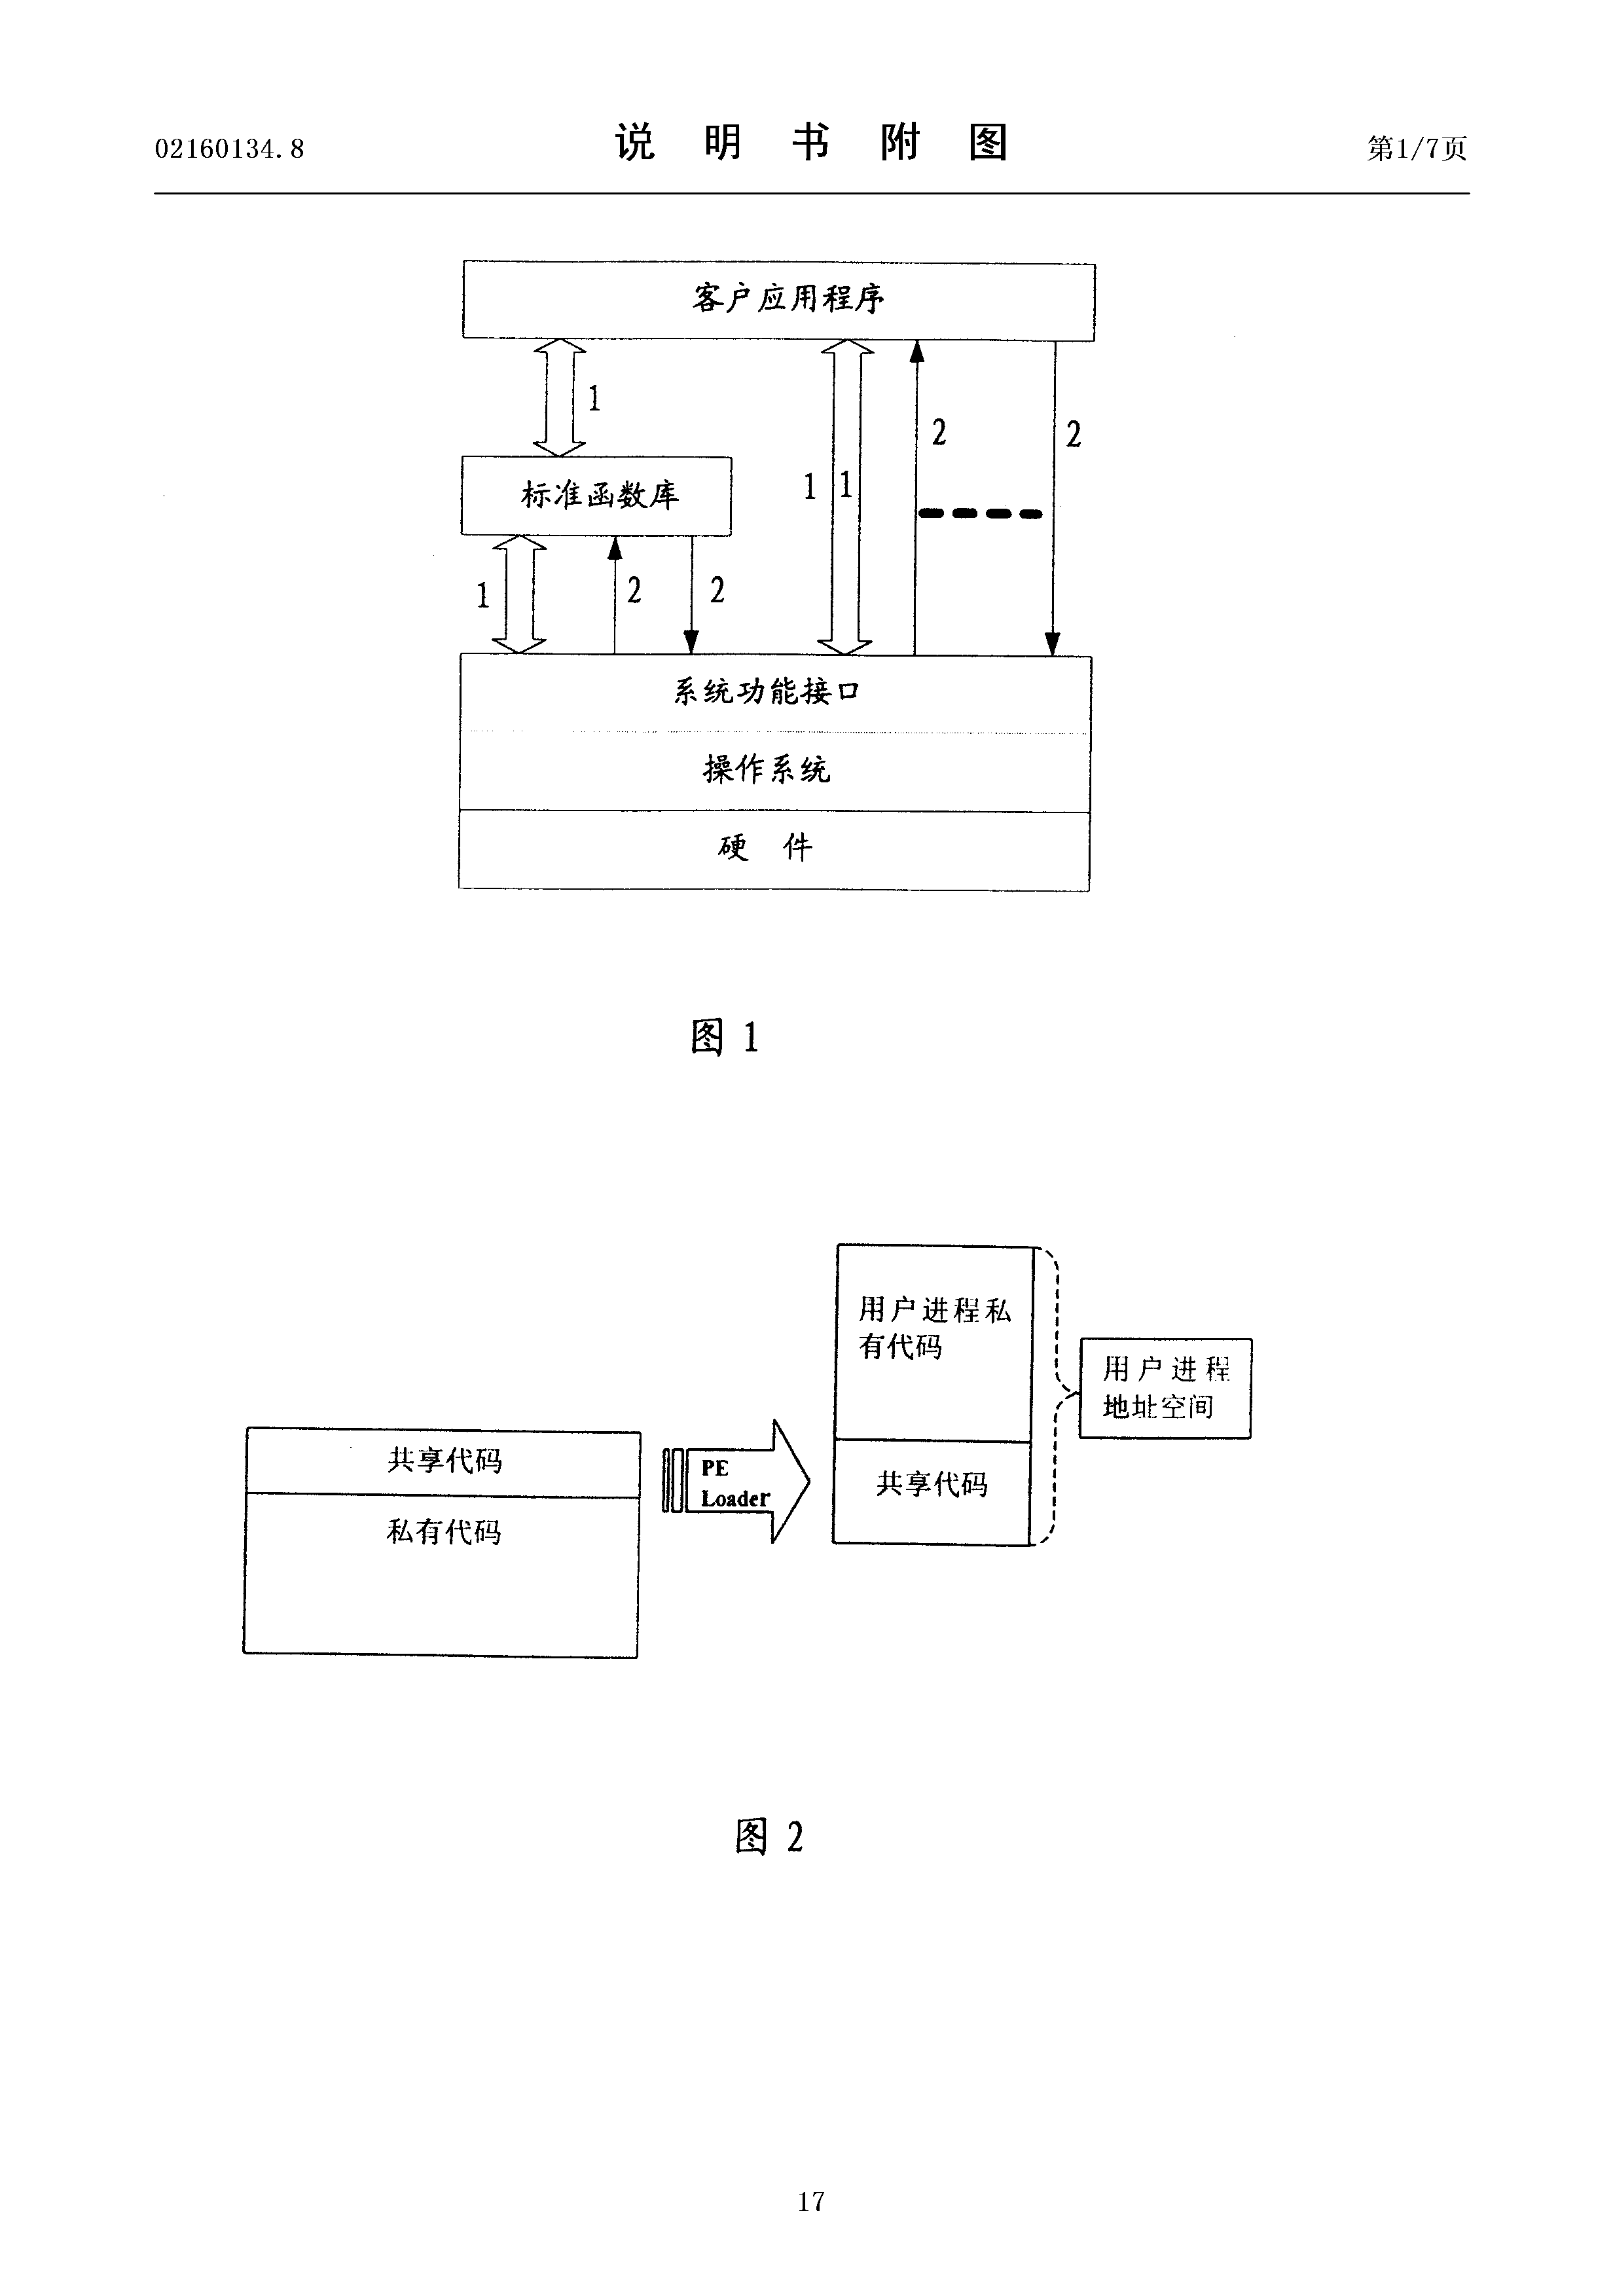 02160134.8
说明书附图
第1/7页
客户应用程序
1
2
2
1 1
标准函数库
1
2
2
系统功能接口
操作系统
硬 件
图 1
用户进程私
有代码
用户进程
地址空间
共享代码
私有代码
PE
Loader
共享代码
图 2
17